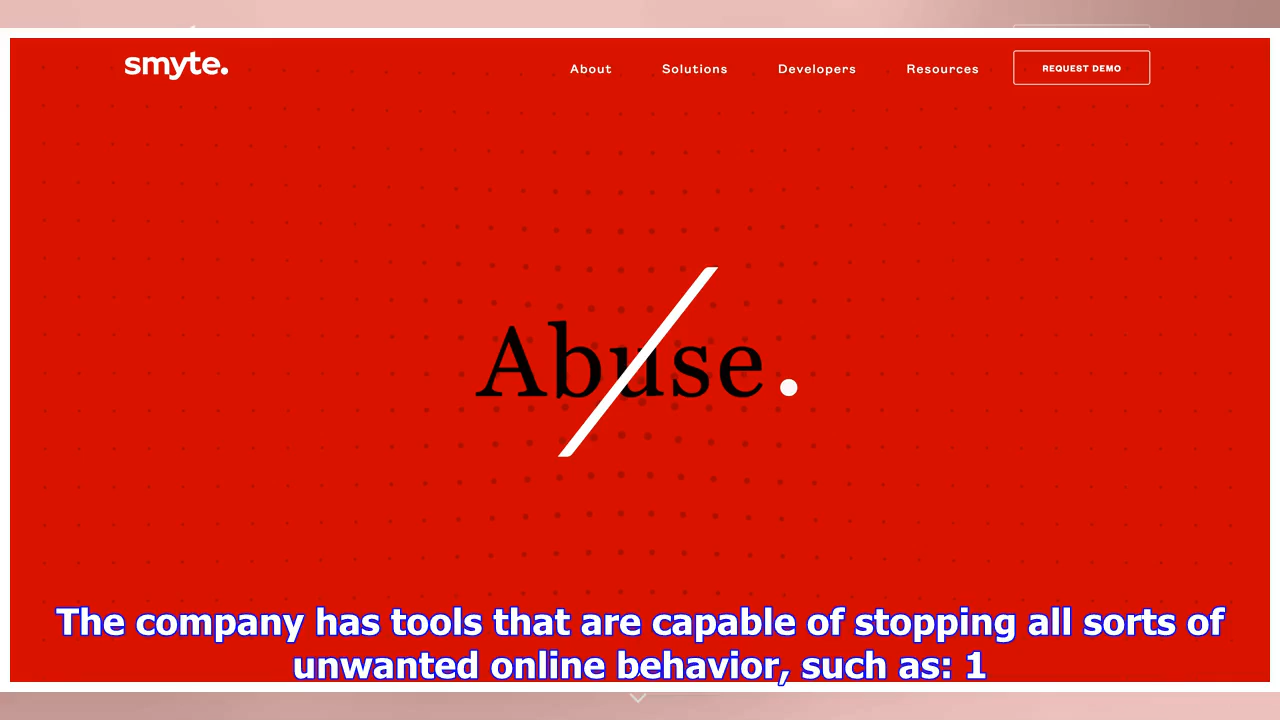 smyte.
About Solutions Developers Resources REQUEST DEMO
Abuse.
The company has tools that are capable of stopping all sorts of
unwanted online behavior, such as: 1